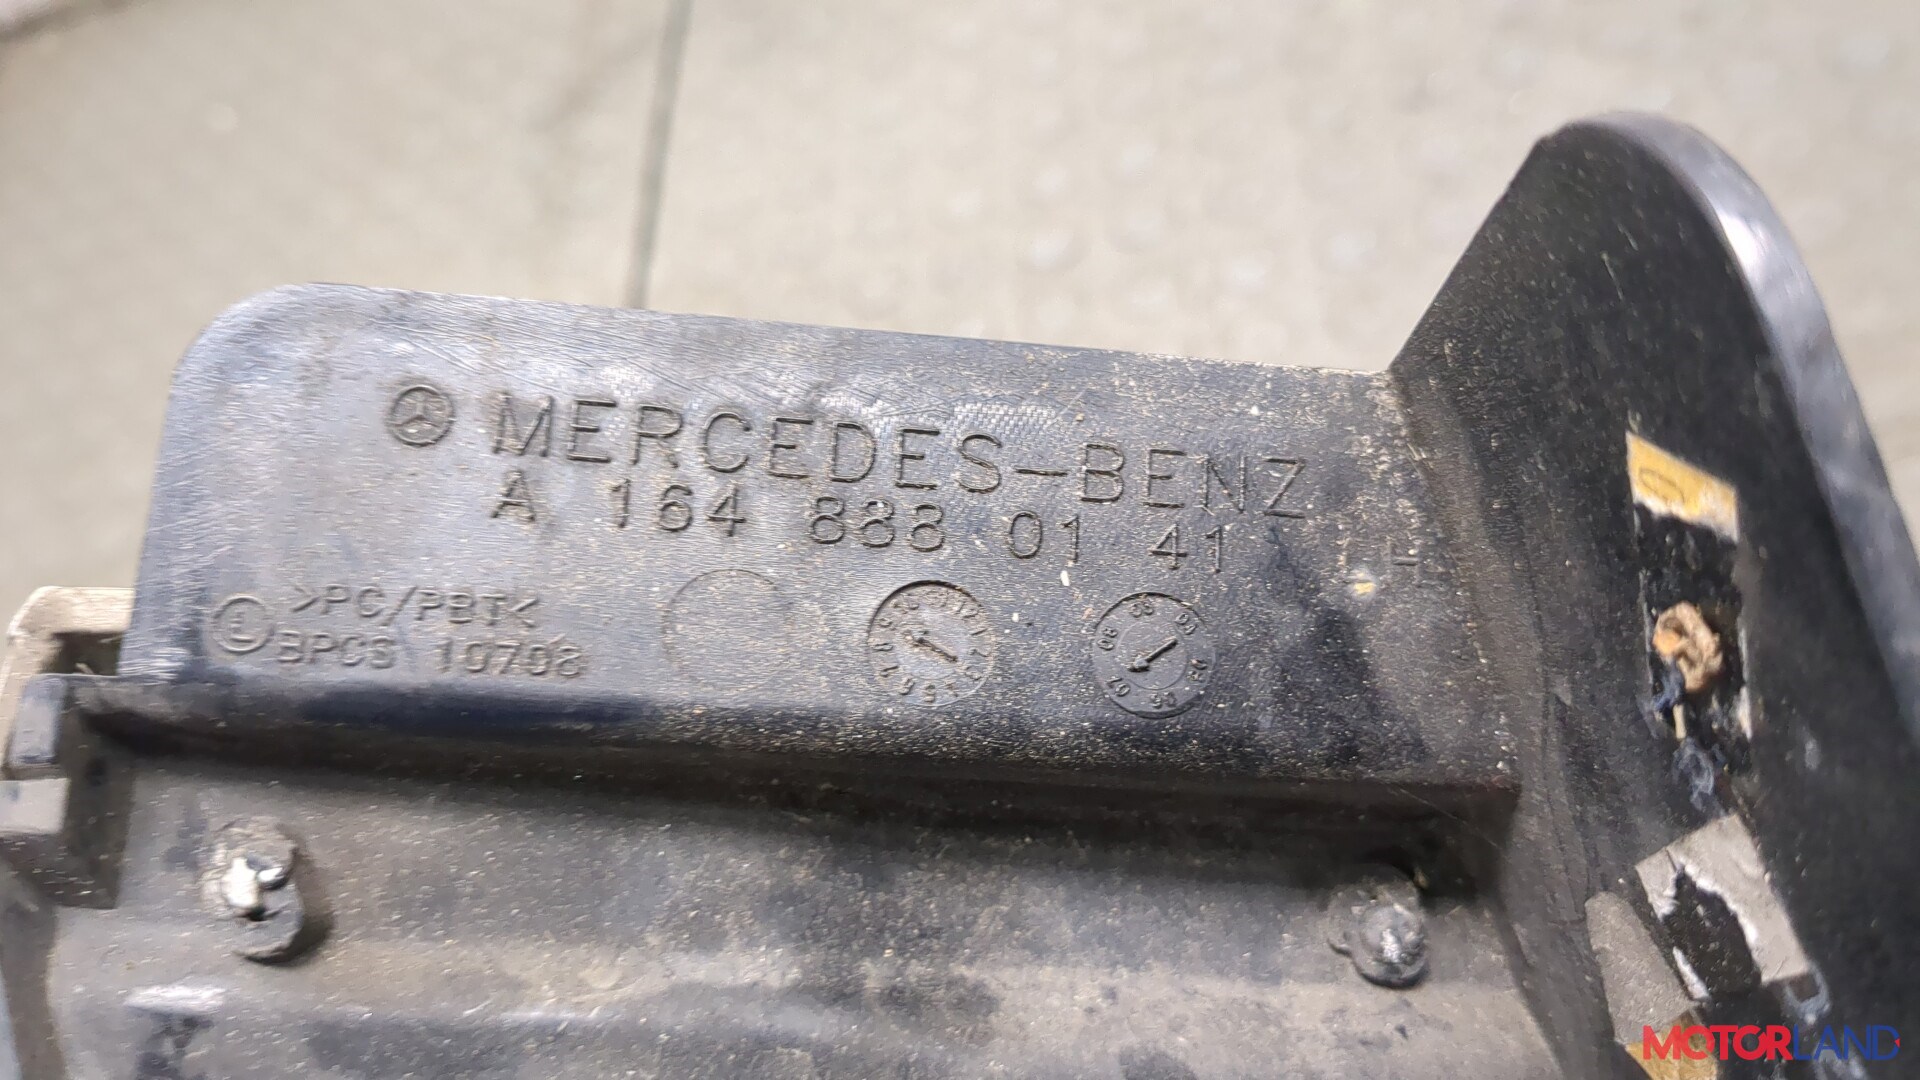 MERCEDES-BENZ
A 164 888 01 41
>PC/PBT<
BPCS 10708
MOTORLAND